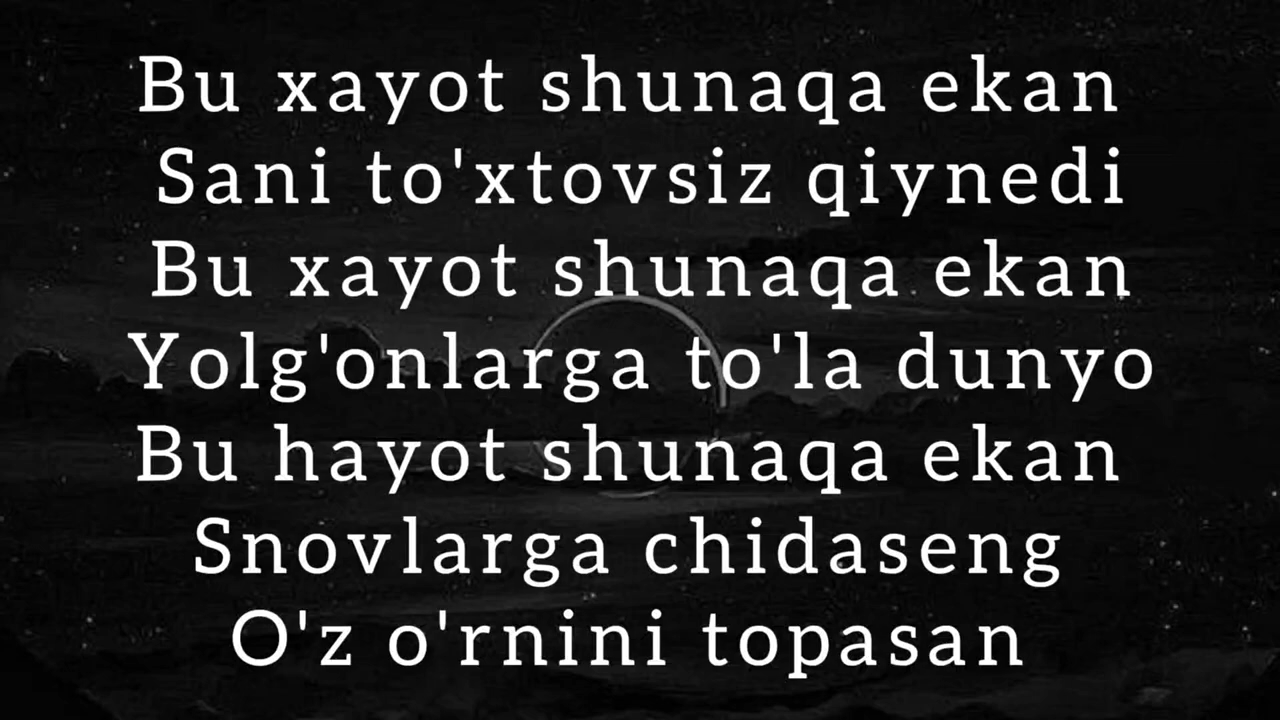 Bu xayot shunaqa ekan
Sani to'xtovsiz qiynedi
Bu xayot shunaqa ekan
Yolg'onlarga to'la dunyo
Bu hayot shunaqa ekan
Snovlarga chidaseng
O'z o'rnini topasan